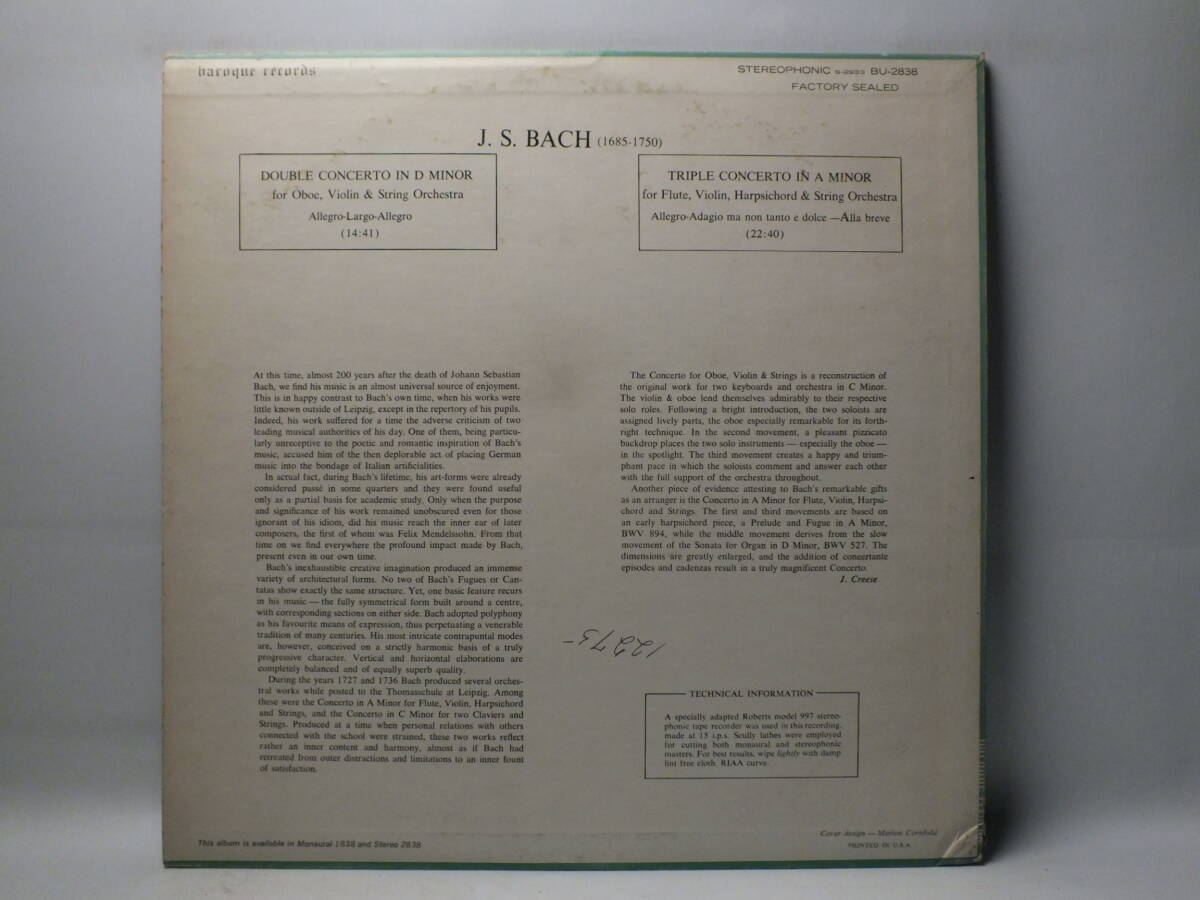 baroque records
STEREOPHONIC S-2933 BU-2838
FACTORY SEALED
J. S. BACH (1685-1750)
DOUBLE CONCERTO IN D MINOR
for Oboe, Violin & String Orchestra
Allegro-Largo-Allegro
(14:41)
TRIPLE CONCERTO IN A MINOR
for Flute, Violin, Harpsichord & String Orchestra
Allegro-Adagio ma non tanto e dolce —Alla breve
(22:40)
At this time, almost 200 years after the death of Johann Sebastian
Bach, we find his music is an almost universal source of enjoyment.
This is in happy contrast to Bach's own time, when his works were
little known outside of Leipzig, except in the repertory of his pupils.
Indeed, his work suffered for a time the adverse criticism of two
leading musical authorities of his day. One of them, being particu-
larly unreceptive to the poetic and romantic inspiration of Bach's
music, accused him of the then deplorable act of placing German
music into the bondage of Italian artificialities.
In actual fact, during Bach's lifetime, his art-forms were already
considered passé in some quarters and they were found useful
only as a partial basis for academic study. Only when the purpose
and significance of his work remained unobscured even for those
ignorant of his idiom, did his music reach the inner ear of later
composers, the first of whom was Felix Mendelssohn. From that
time on we find everywhere the profound impact made by Bach,
present even in our own time.
Bach's inexhaustible creative imagination produced an immense
variety of architectural forms. No two of Bach's Fugues or Can-
tatas show exactly the same structure. Yet, one basic feature recurs
in his music — the fully symmetrical form built around a centre,
with corresponding sections on either side. Bach adopted polyphony
as his favourite means of expression, thus perpetuating a venerable
tradition of many centuries. His most intricate contrapuntal modes
are, however, conceived on a strictly harmonic basis of a truly
progressive character. Vertical and horizontal elaborations are
completely balanced and of equally superb quality.
During the years 1727 and 1736 Bach produced several orches-
tral works while posted to the Thomasschule at Leipzig. Among
these were the Concerto in A Minor for Flute, Violin, Harpsichord
and Strings, and the Concerto in C Minor for two Claviers and
Strings. Produced at a time when personal relations with others
connected with the school were strained, these two works reflect
rather an inner content and harmony, almost as if Bach had
retreated from outer distractions and limitations to an inner fount
of satisfaction.
The Concerto for Oboe, Violin & Strings is a reconstruction of
the original work for two keyboards and orchestra in C Minor.
The violin & oboe lend themselves admirably to their respective
solo roles. Following a bright introduction, the two soloists are
assigned lively parts, the oboe especially remarkable for its forth-
right technique. In the second movement, a pleasant pizzicato
backdrop places the two solo instruments — especially the oboe —
in the spotlight. The third movement creates a happy and trium-
phant pace in which the soloists comment and answer each other
with the full support of the orchestra throughout.
Another piece of evidence attesting to Bach's remarkable gifts
as an arranger is the Concerto in A Minor for Flute, Violin, Harpsi-
chord and Strings. The first and third movements are based on
an early harpsichord piece, a Prelude and Fugue in A Minor,
BWV 894, while the middle movement derives from the slow
movement of the Sonata for Organ in D Minor, BWV 527. The
dimensions are greatly enlarged, and the addition of concertante
episodes and cadenzas result in a truly magnificent Concerto.
J. Creese
12275-
TECHNICAL INFORMATION
A specially adapted Roberts model 997 stereo-
phonic tape recorder was used in this recording,
made at 15 i.p.s. Scully lathes were employed
for cutting both monaural and stereophonic
masters. For best results, wipe lightly with damp
lint free cloth. RIAA curve.
This album is available in Monaural 1838 and Stereo 2838
Cover design — Marion Cornfold
PRINTED IN U.S.A.